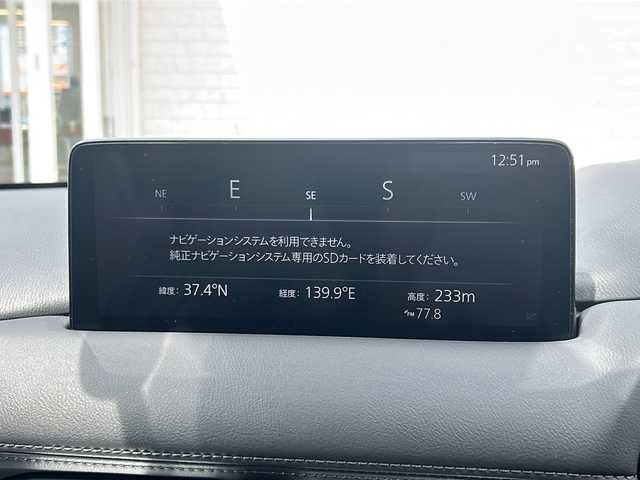 12:51pm
NE E SE S SW
ナビゲーションシステムを利用できません。
純正ナビゲーションシステム専用のSDカードを装着してください。
緯度: 37.4°N 経度: 139.9°E 高度: 233m
FM 77.8